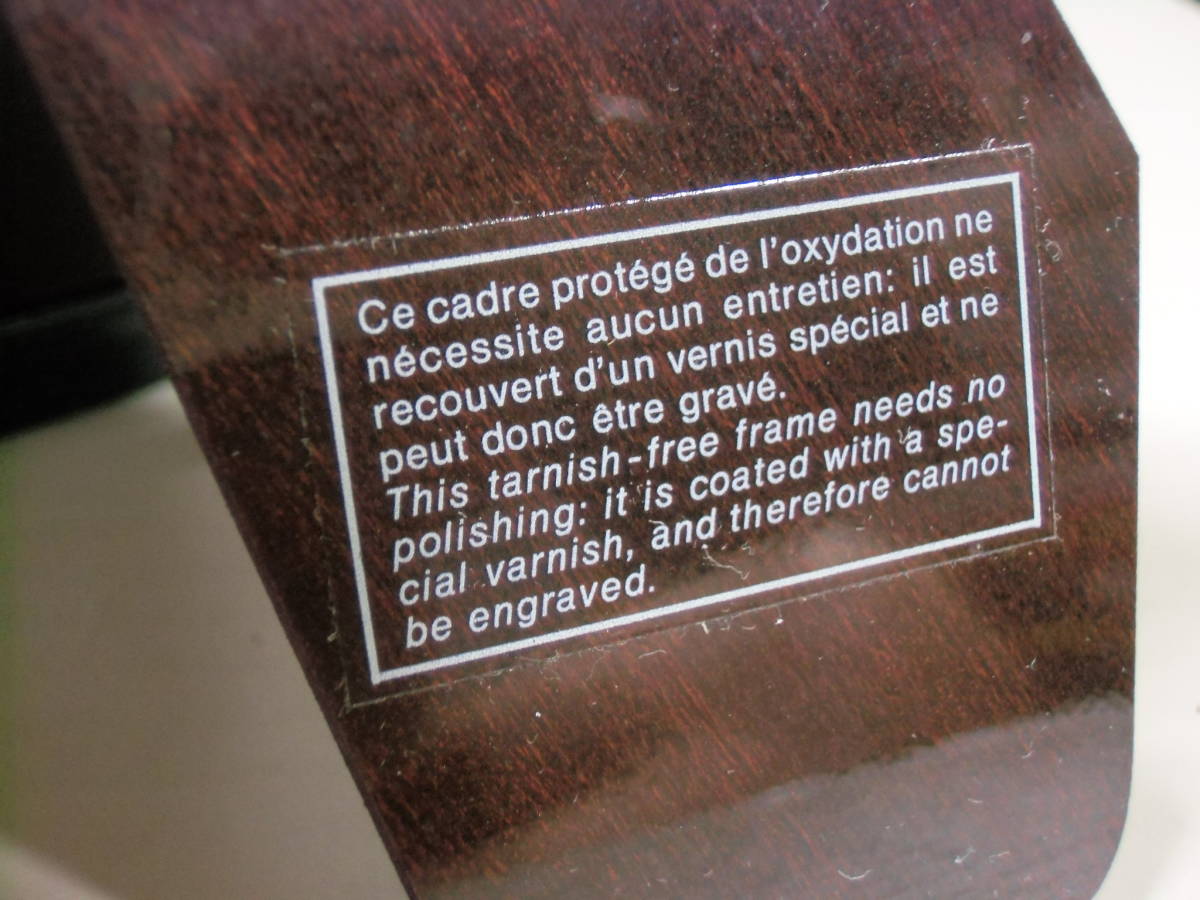 Ce cadre protégé de l'oxydation ne
nécessite aucun entretien: il est
recouvert d'un vernis spécial et ne
peut donc être gravé.
This tarnish-free frame needs no
polishing: it is coated with a spe-
cial varnish, and therefore cannot
be engraved.